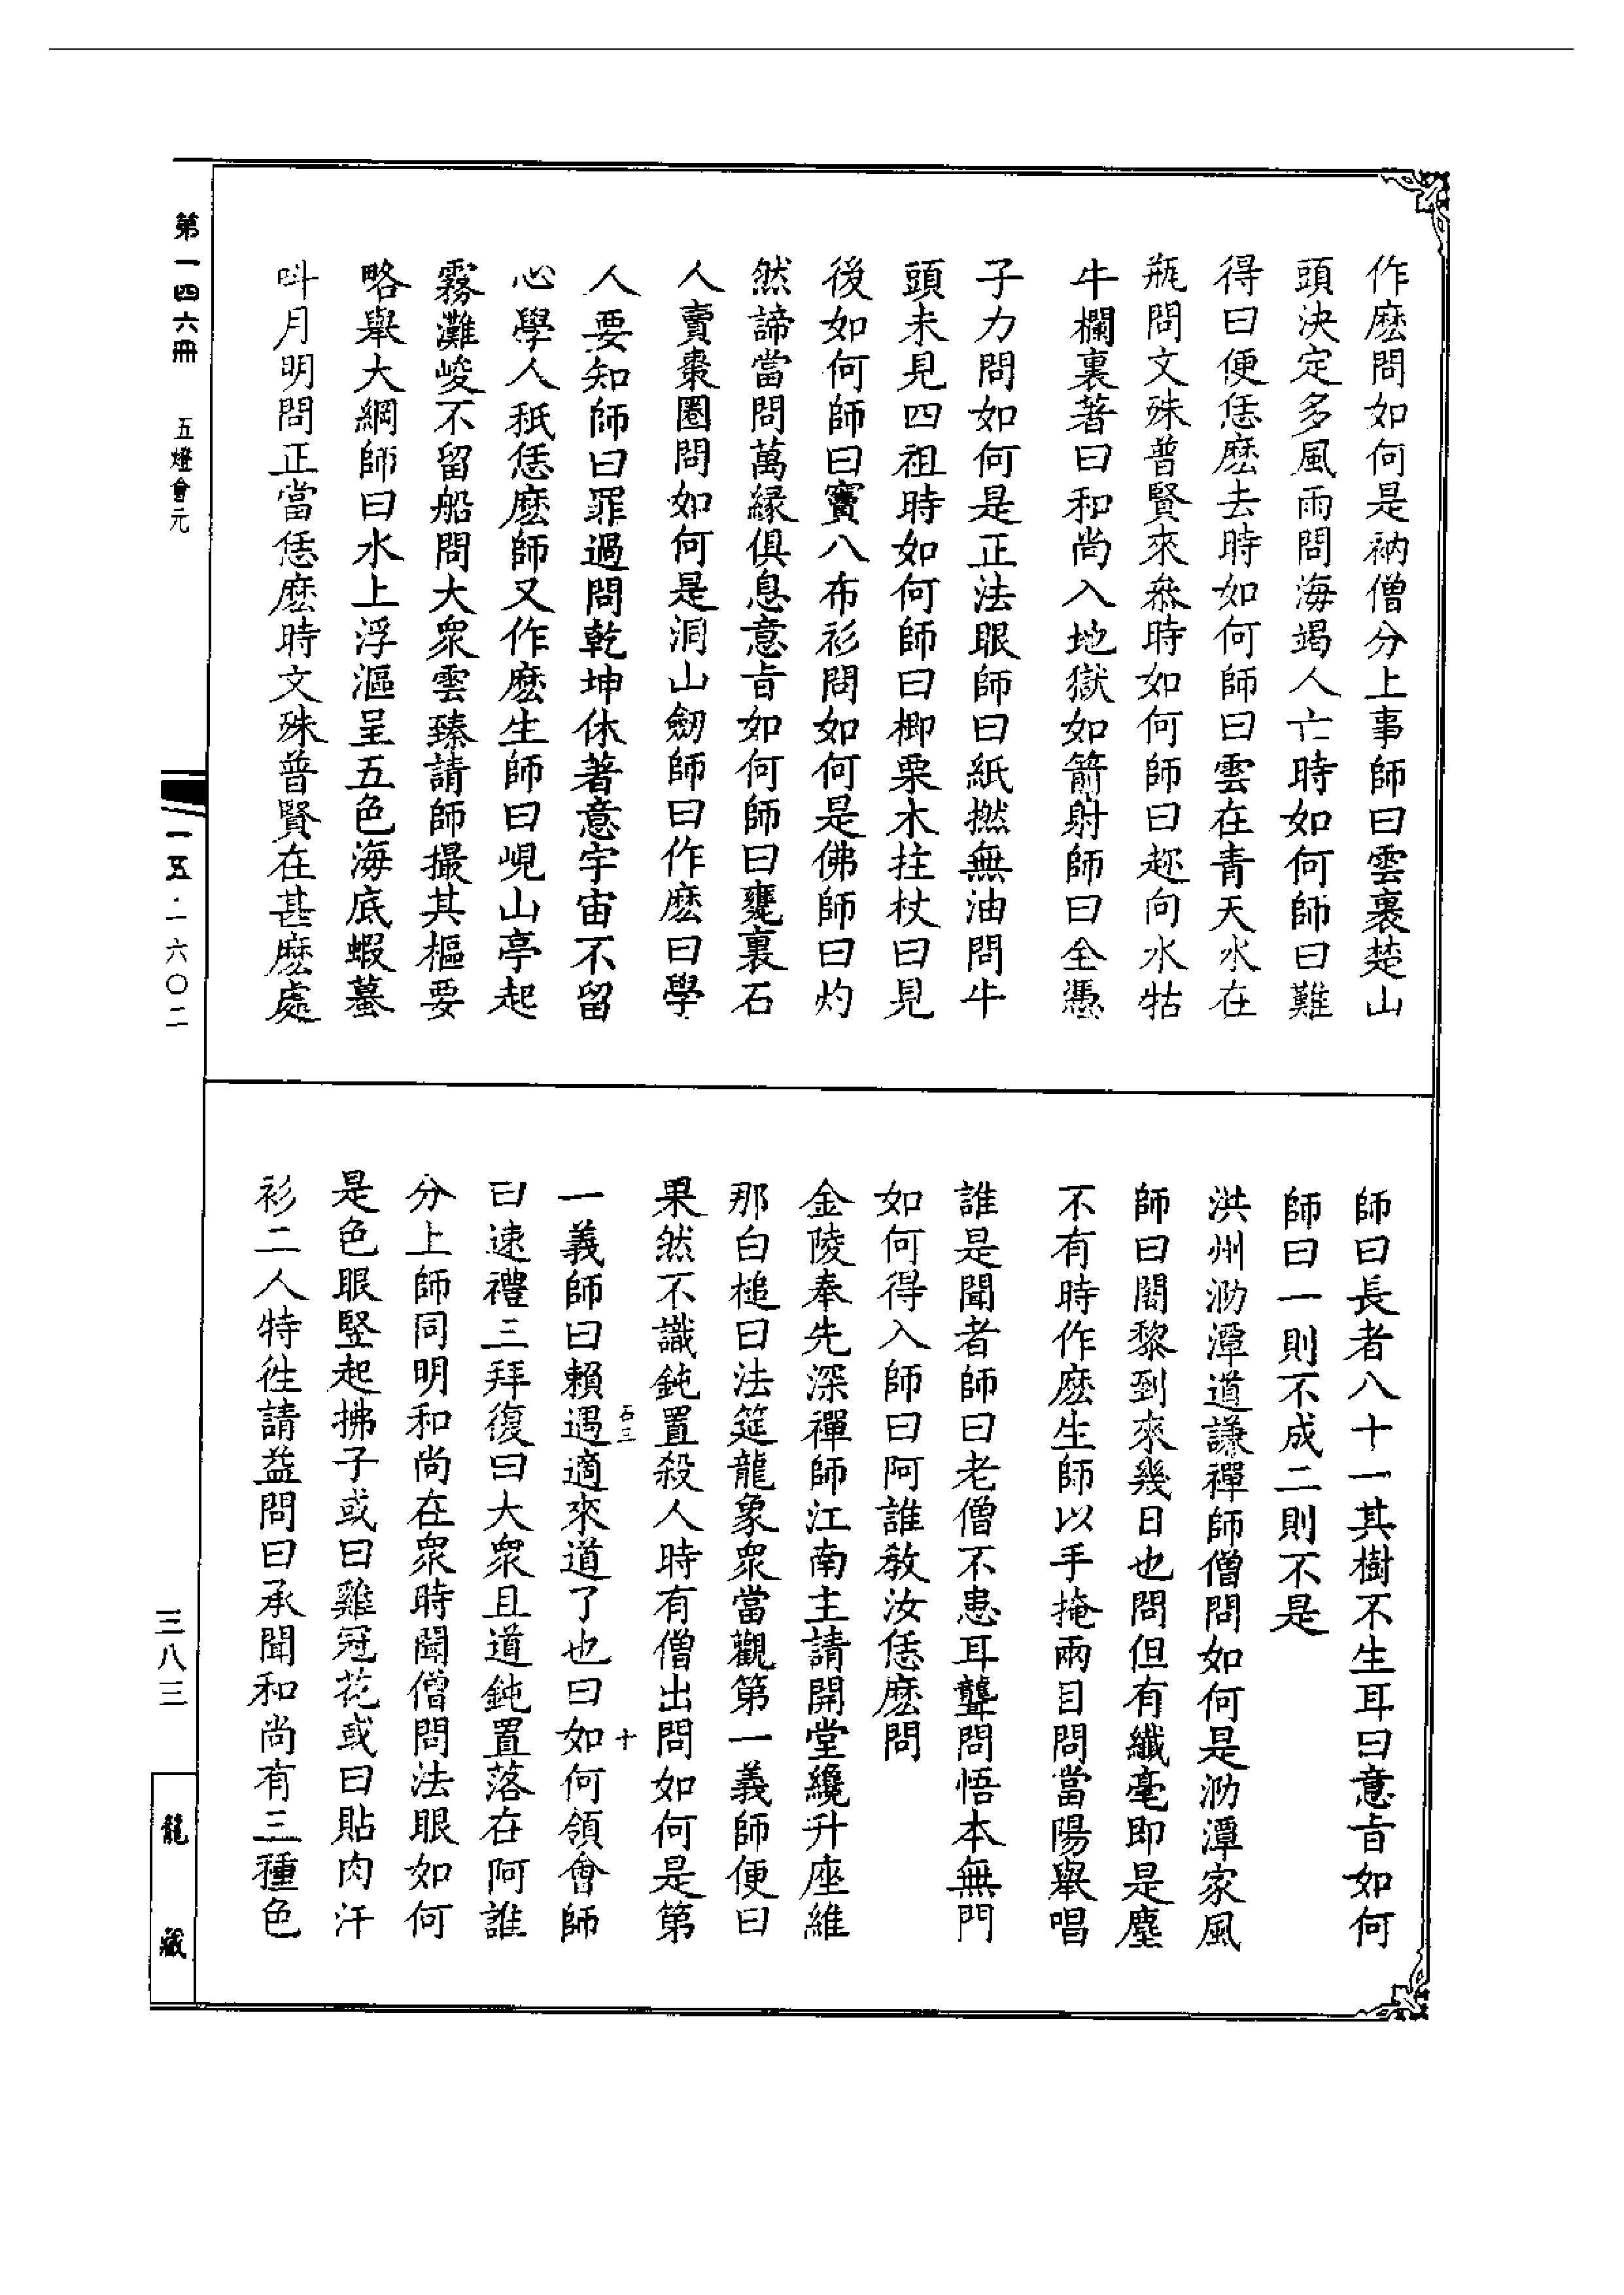 作麽問如何是衲僧分上事師曰雲裏楚山
頭決定多風雨問海竭人亡時如何師曰難
得曰便恁麽去時如何師曰雲在青天水在
瓶問文殊普賢來叅時如何師曰趂向水牯
牛欄裏著曰和尚入地獄如箭射師曰全憑
子力問如何是正法眼師曰紙撚無油問牛
頭未見四祖時如何師曰楖栗木拄杖曰見
後如何師曰竇八布衫問如何是佛師曰灼
然諦當問萬緣俱息意旨如何師曰甕裏石
人賣棗圈問如何是洞山劒師曰作麽曰學
人要知師曰罪過問乾坤休著意宇宙不留
心學人秖恁麽師又作麽生師曰峴山亭起
霧灘峻不留船問大衆雲臻請師撮其樞要
略舉大綱師曰水上浮漚呈五色海底蝦蟇
呌月明問正當恁麽時文殊普賢在甚麽處
師曰長者八十一其樹不生耳曰意旨如何
師曰一則不成二則不是
洪州泐潭道謙禪師僧問如何是泐潭家風
師曰闍黎到來幾日也問但有纖毫即是塵
不有時作麽生師以手掩兩目問當陽舉唱
誰是聞者師曰老僧不患耳聾問悟本無門
如何得入師曰阿誰教汝恁麽問
金陵奉先深禪師江南主請開堂纔升座維
那白槌曰法筵龍象衆當觀第一義師便曰
果然不識鈍置殺人時有僧出問如何是第
石三
十
一義師曰賴遇適來道了也曰如何領會師
曰速禮三拜復曰大衆且道鈍置落在阿誰
分上師同明和尚在衆時聞僧問法眼如何
是色眼竪起拂子或曰雞冠花或曰貼肉汗
衫二人特徃請益問曰承聞和尚有三種色
第一四六冊
五燈會元
一五·一六〇二
三八三
龍藏